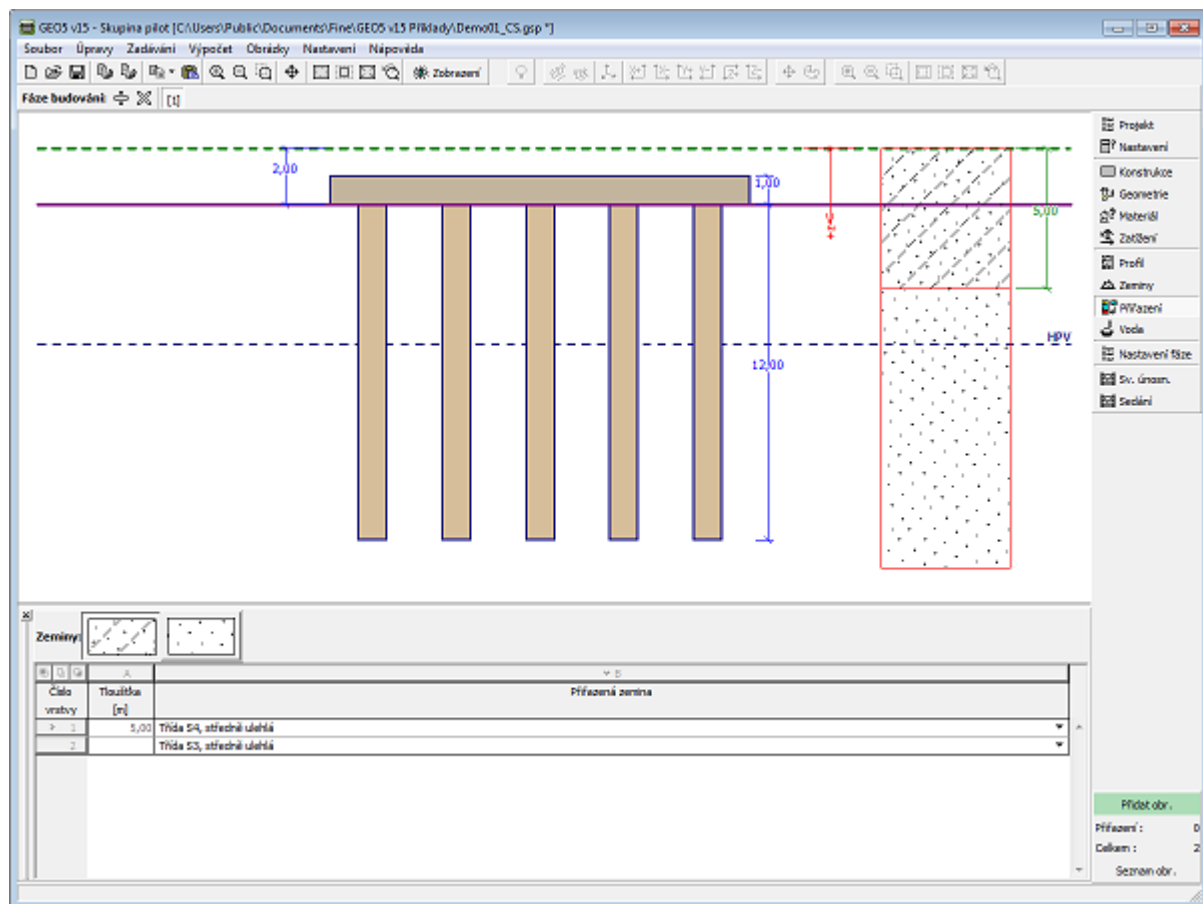 GEO5 v15 - Skupina pilot [C:\Users\Public\Documents\Fine\GEO5 v15 Příklady\Demo01_CS.gsp *]
Soubor Úpravy Zadávání Výpočet Obrázky Nastavení Nápověda
Zobrazení
Fáze budování: [1]
2,00
1,00
5,00
+Z
HPV
12,00
Projekt
Nastavení
Konstrukce
Geometrie
Materiál
Zatížení
Profil
Zeminy
Přiřazení
Voda
Nastavení fáze
Sv. únosn.
Sedání
Zeminy:
A B
Číslo vrstvy
Tloušťka [m]
Přiřazená zemina
1 5,00 Třída S4, středně ulehlá
2 Třída S3, středně ulehlá
Přidat obr.
Přiřazení : 0
Celkem : 2
Seznam obr.